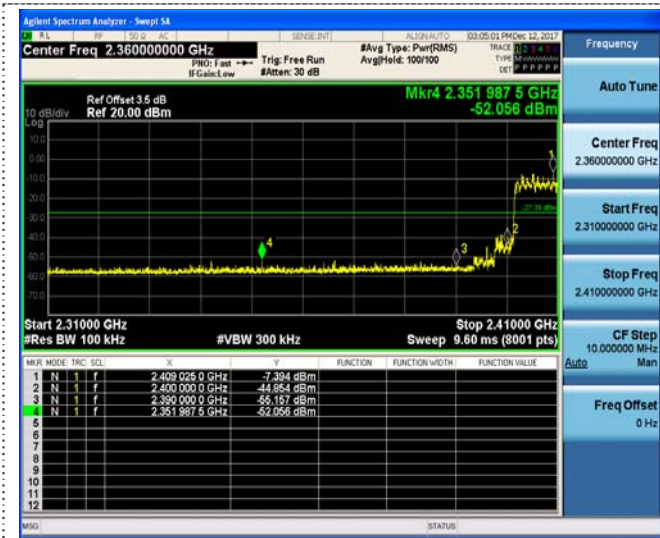 Agilent Spectrum Analyzer - Swept SA
RL RF 50 Ω AC SENSE:INT ALIGN AUTO 03:05:01 PM Dec 12, 2017
Center Freq 2.360000000 GHz
PNO: Fast
IFGain:Low
Trig: Free Run
#Atten: 30 dB
#Avg Type: Pwr(RMS)
Avg|Hold: 100/100
TRACE 1 2 3 4 5 6
TYPE
DET P P P P P P
Mkr4 2.351 987 5 GHz
-52.056 dBm
Ref Offset 3.5 dB
10 dB/div Ref 20.00 dBm
Log
10.0
0.00
-10.0
-20.0
-30.0
-40.0
-50.0
-60.0
-70.0
1
2
3
4
Start 2.31000 GHz Stop 2.41000 GHz
#Res BW 100 kHz #VBW 300 kHz Sweep 9.60 ms (8001 pts)
MKR MODE TRC SCL X Y FUNCTION FUNCTION WIDTH FUNCTION VALUE
1 N 1 f 2.409 025 0 GHz -7.394 dBm
2 N 1 f 2.400 000 0 GHz -44.954 dBm
3 N 1 f 2.390 000 0 GHz -55.157 dBm
4 N 1 f 2.351 987 5 GHz -52.056 dBm
5
6
7
8
9
10
11
12
MSG STATUS
Frequency
Auto Tune
Center Freq
2.360000000 GHz
Start Freq
2.310000000 GHz
Stop Freq
2.410000000 GHz
CF Step
10.000000 MHz
Auto Man
Freq Offset
0 Hz